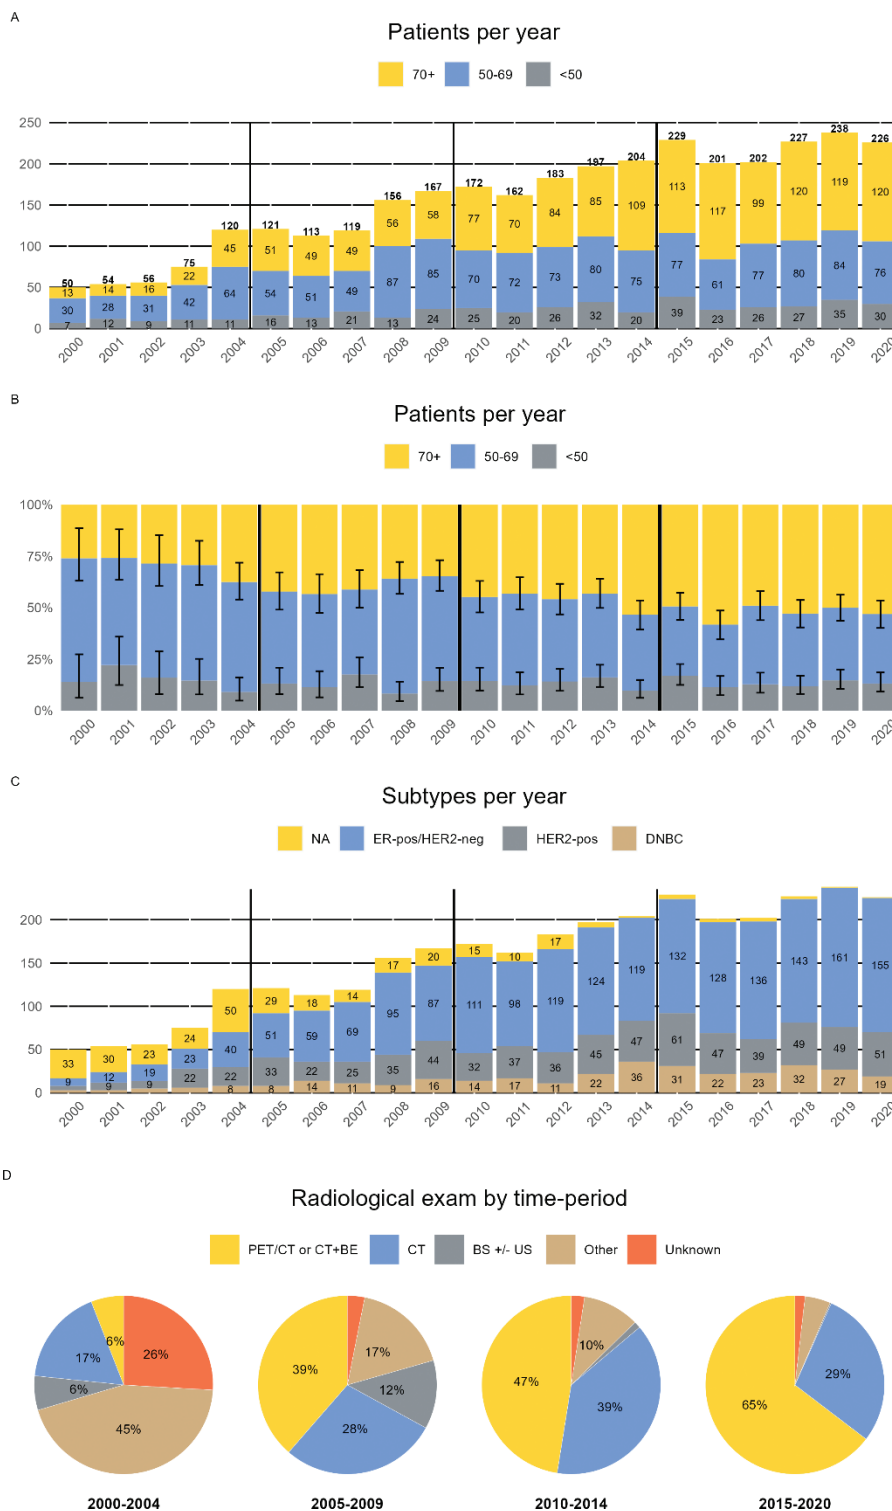 A
Patients per year
70+ 50-69 <50
250
200
150
100
50
0
50 54 56 75 120 121 113 119 156 167 172 162 183 197 204 229 201 202 227 238 226
13 14 16 22 45 51 49 49 56 58 77 70 84 85 109 113 117 99 120 119 120
30 28 31 42 64 54 51 49 87 85 70 72 73 80 75 77 61 77 80 84 76
7 12 9 11 11 16 13 21 13 24 25 20 26 32 20 39 23 26 27 35 30
2000 2001 2002 2003 2004 2005 2006 2007 2008 2009 2010 2011 2012 2013 2014 2015 2016 2017 2018 2019 2020
B
Patients per year
70+ 50-69 <50
100%
75%
50%
25%
0%
2000 2001 2002 2003 2004 2005 2006 2007 2008 2009 2010 2011 2012 2013 2014 2015 2016 2017 2018 2019 2020
C
Subtypes per year
NA ER-pos/HER2-neg HER2-pos DNBC
200
150
100
50
0
33 30 23 24 50 29 18 14 17 20 15 10 17
9 12 19 23 40 51 59 69 95 87 111 98 119 124 119 132 128 136 143 161 155
9 9 22 22 33 22 25 35 44 32 37 36 45 47 61 47 39 49 49 51
8 8 14 11 9 16 14 17 11 22 36 31 22 23 32 27 19
2000 2001 2002 2003 2004 2005 2006 2007 2008 2009 2010 2011 2012 2013 2014 2015 2016 2017 2018 2019 2020
D
Radiological exam by time-period
PET/CT or CT+BE CT BS +/- US Other Unknown
6% 26% 17% 6% 45%
39% 17% 12% 28%
47% 10% 39%
65% 29%
2000-2004 2005-2009 2010-2014 2015-2020